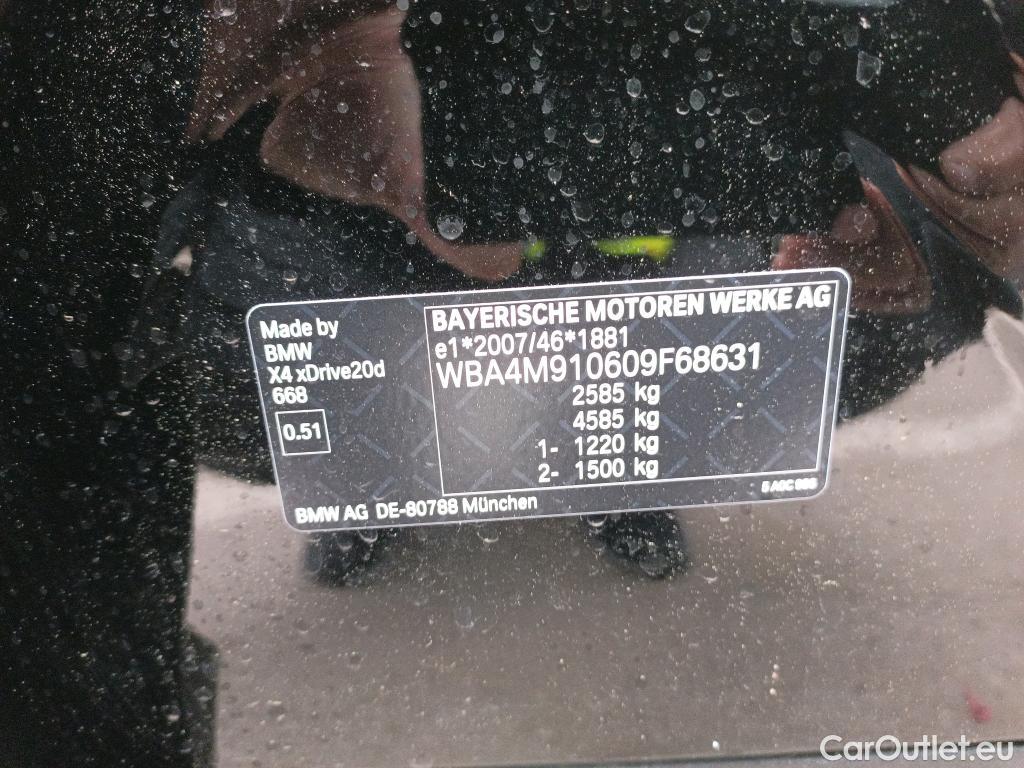 Made by
BMW
X4 xDrive20d
668
0.51
BAYERISCHE MOTOREN WERKE AG
e1*2007/46*1881
WBA4M910609F68631
2585 kg
4585 kg
1- 1220 kg
2- 1500 kg
BMW AG DE-80788 München
CarOutlet.eu